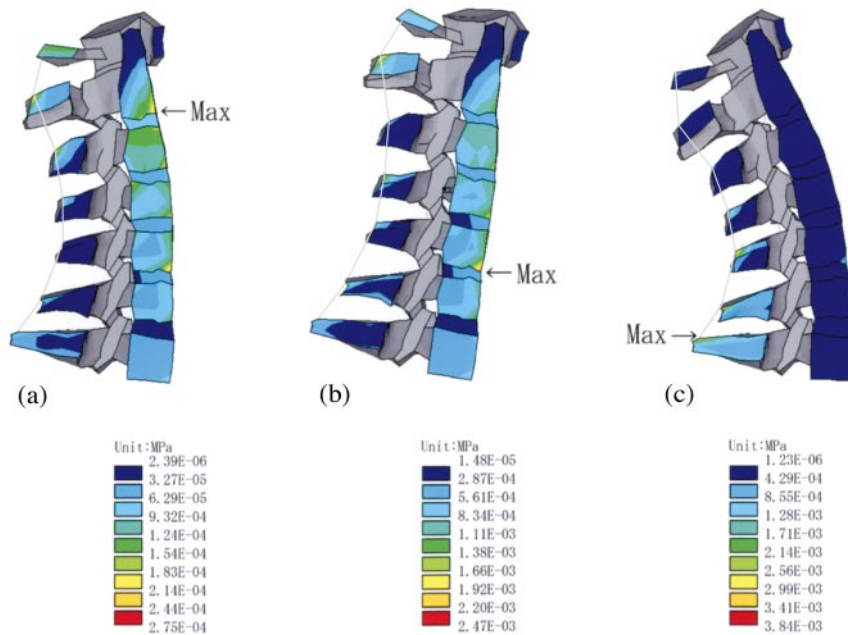 ← Max
← Max
Max →
(a)
(b)
(c)
Unit:MPa
2.39E-06
3.27E-05
6.29E-05
9.32E-04
1.24E-04
1.54E-04
1.83E-04
2.14E-04
2.44E-04
2.75E-04
Unit:MPa
1.48E-05
2.87E-04
5.61E-04
8.34E-04
1.11E-03
1.38E-03
1.66E-03
1.92E-03
2.20E-03
2.47E-03
Unit:MPa
1.23E-06
4.29E-04
8.55E-04
1.28E-03
1.71E-03
2.14E-03
2.56E-03
2.99E-03
3.41E-03
3.84E-03